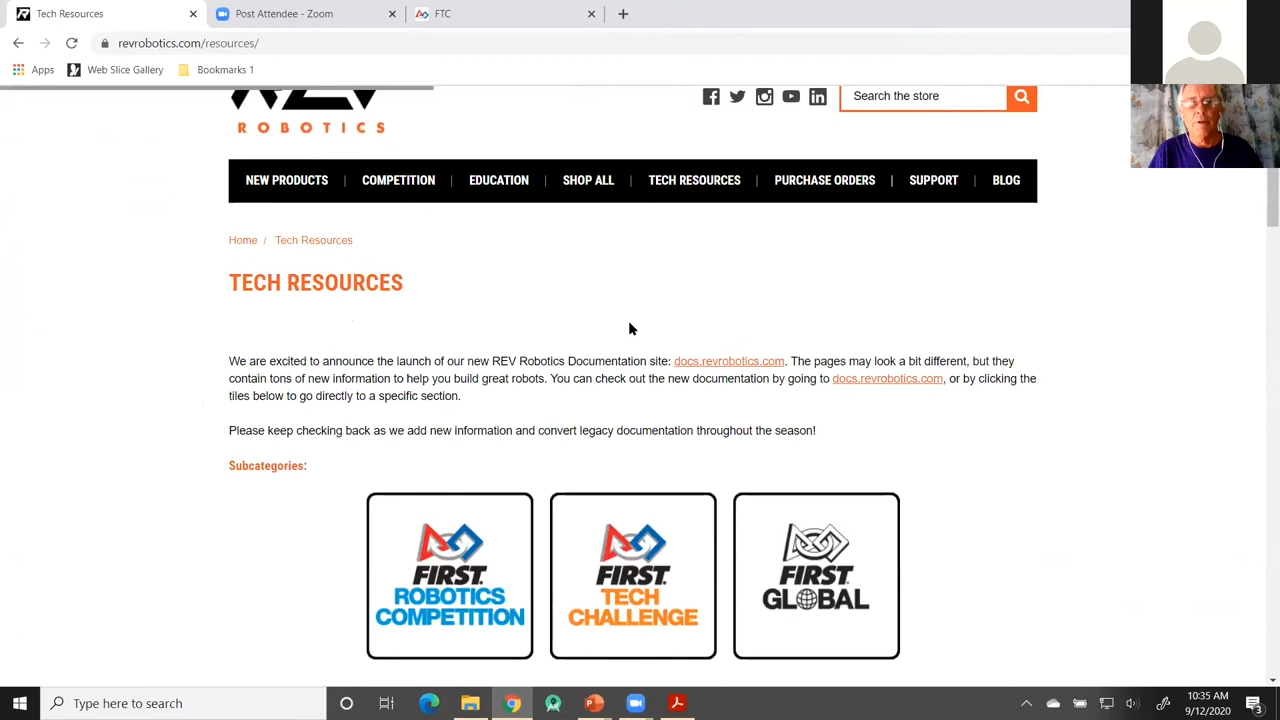 Tech Resources
Post Attendee - Zoom
FTC
revrobotics.com/resources/
Apps
Web Slice Gallery
Bookmarks 1
REV
ROBOTICS
Search the store
NEW PRODUCTS
COMPETITION
EDUCATION
SHOP ALL
TECH RESOURCES
PURCHASE ORDERS
SUPPORT
BLOG
Home / Tech Resources
TECH RESOURCES
We are excited to announce the launch of our new REV Robotics Documentation site: docs.revrobotics.com. The pages may look a bit different, but they
contain tons of new information to help you build great robots. You can check out the new documentation by going to docs.revrobotics.com, or by clicking the
tiles below to go directly to a specific section.
Please keep checking back as we add new information and convert legacy documentation throughout the season!
Subcategories:
FIRST.
ROBOTICS
COMPETITION
FIRST.
TECH
CHALLENGE
FIRST
GLOBAL
Type here to search
10:35 AM
9/12/2020
3